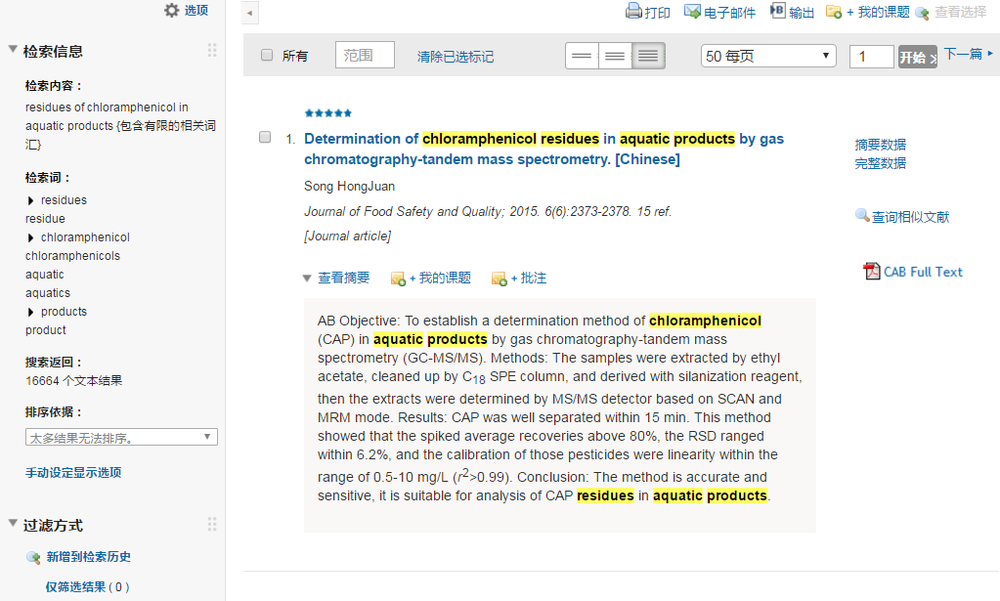 选项
检索信息
检索内容：
residues of chloramphenicol in
aquatic products {包含有限的相关词
汇}
检索词：
residues
residue
chloramphenicol
chloramphenicols
aquatic
aquatics
products
product
搜索返回：
16664 个文本结果
排序依据：
太多结果无法排序。
手动设定显示选项
过滤方式
新增到检索历史
仅筛选结果 ( 0 )
打印 电子邮件 输出 + 我的课题 查看选择
所有 范围 清除已选标记 50 每页 1 开始 下一篇
1. Determination of chloramphenicol residues in aquatic products by gas
chromatography-tandem mass spectrometry. [Chinese]
Song HongJuan
Journal of Food Safety and Quality; 2015. 6(6):2373-2378. 15 ref.
[Journal article]
查看摘要 + 我的课题 + 批注
AB Objective: To establish a determination method of chloramphenicol
(CAP) in aquatic products by gas chromatography-tandem mass
spectrometry (GC-MS/MS). Methods: The samples were extracted by ethyl
acetate, cleaned up by C18 SPE column, and derived with silanization reagent,
then the extracts were determined by MS/MS detector based on SCAN and
MRM mode. Results: CAP was well separated within 15 min. This method
showed that the spiked average recoveries above 80%, the RSD ranged
within 6.2%, and the calibration of those pesticides were linearity within the
range of 0.5-10 mg/L (r2>0.99). Conclusion: The method is accurate and
sensitive, it is suitable for analysis of CAP residues in aquatic products.
摘要数据
完整数据
查询相似文献
CAB Full Text